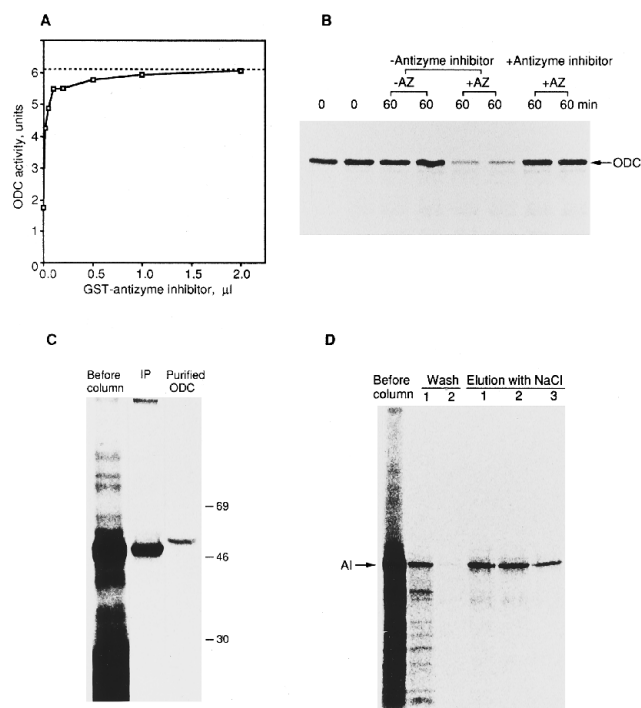 A
ODC activity, units
6
5
4
3
2
1
0
0.0 0.5 1.0 1.5 2.0
GST-antizyme inhibitor, μl
B
-Antizyme inhibitor +Antizyme inhibitor
-AZ +AZ +AZ
0 0 60 60 60 60 60 60 min
ODC
C
Before column IP Purified ODC
69
46
30
D
Before column Wash Elution with NaCl
1 2 1 2 3
AI